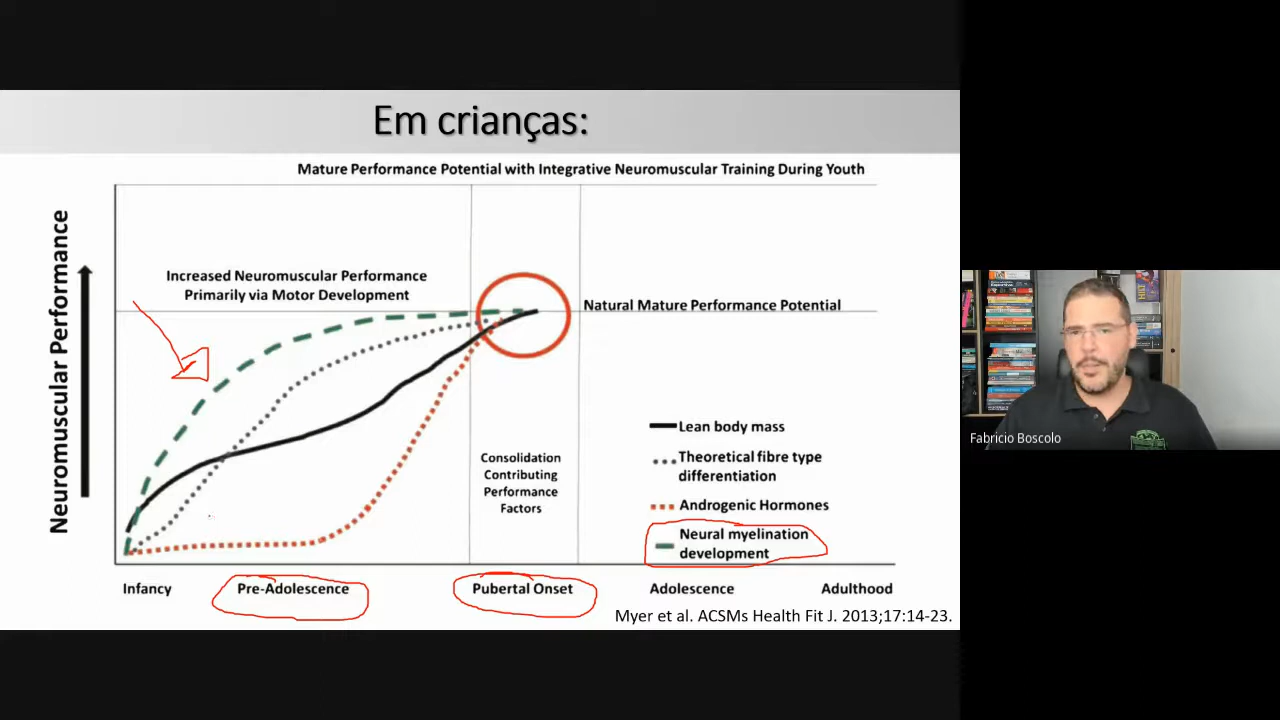 Em crianças:
Mature Performance Potential with Integrative Neuromuscular Training During Youth
Neuromuscular Performance
Increased Neuromuscular Performance
Primarily via Motor Development
Natural Mature Performance Potential
Consolidation
Contributing
Performance
Factors
Lean body mass
Theoretical fibre type
differentiation
Androgenic Hormones
Neural myelination
development
Infancy
Pre-Adolescence
Pubertal Onset
Adolescence
Adulthood
Myer et al. ACSMs Health Fit J. 2013;17:14-23.
Fabricio Boscolo